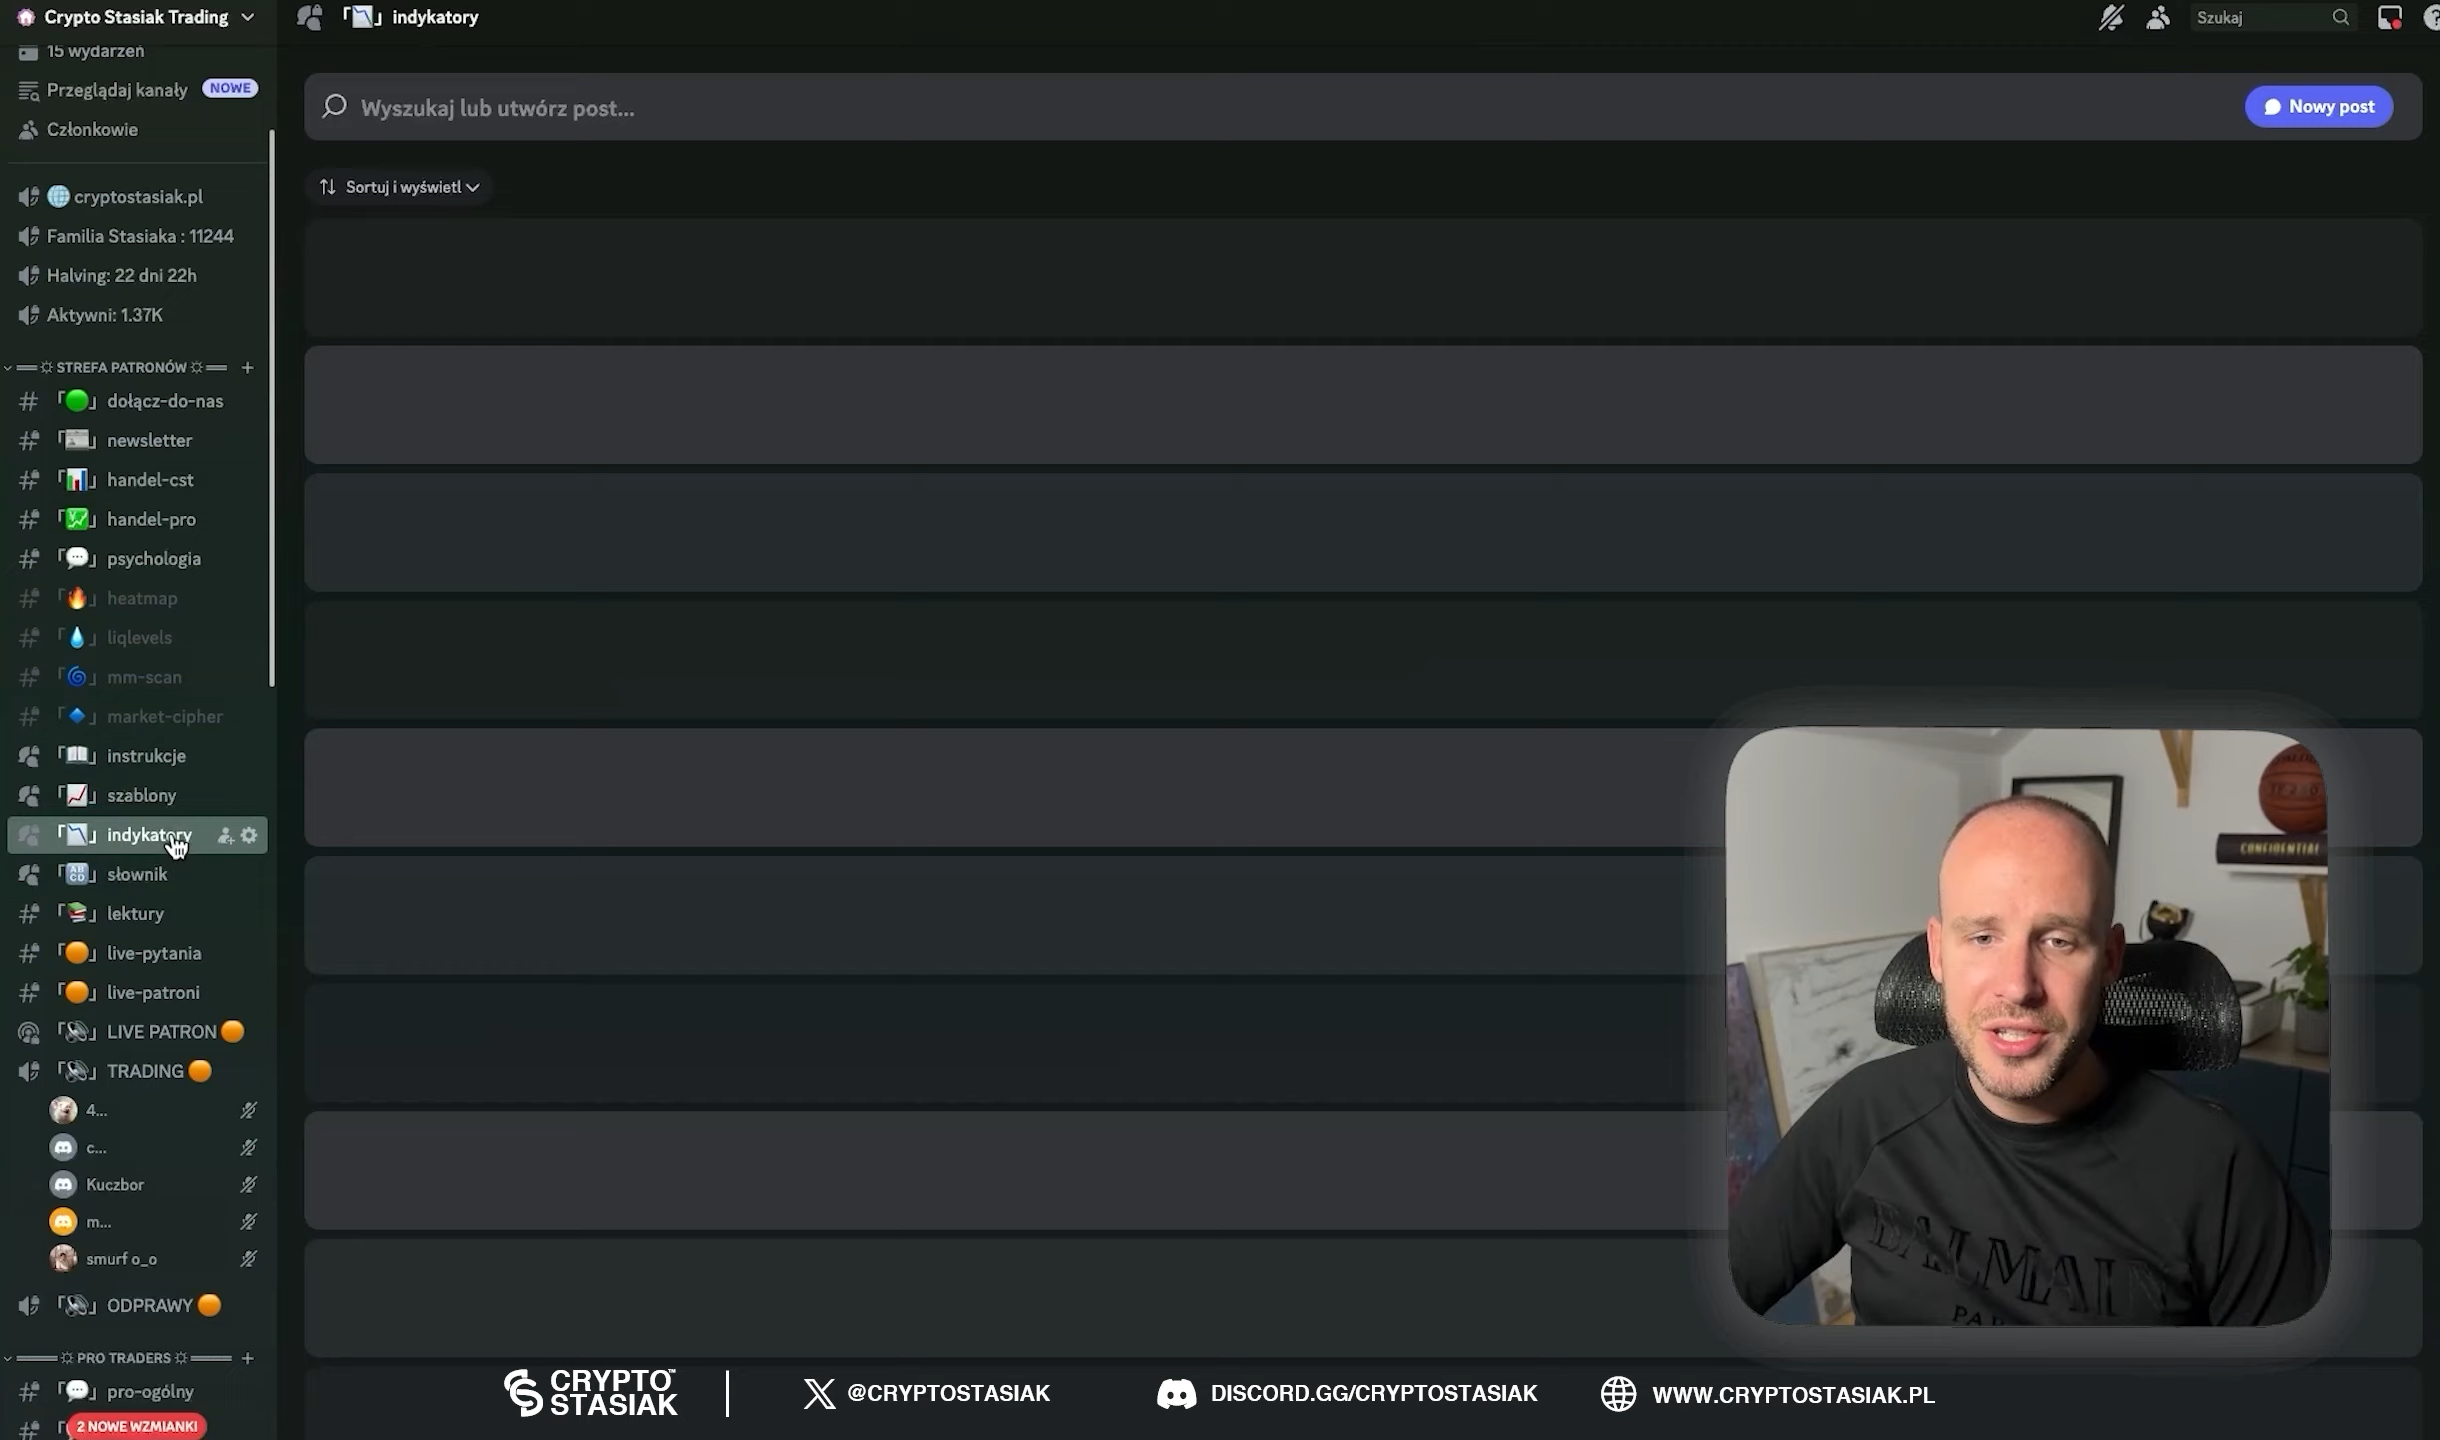 Crypto Stasiak Trading
15 wydarzeń
Przeglądaj kanały NOWE
Członkowie
cryptostasiak.pl
Familia Stasiaka : 11244
Halving: 22 dni 22h
Aktywni: 1.37K
STREFA PATRONÓW
dołącz-do-nas
newsletter
handel-cst
handel-pro
psychologia
heatmap
liqlevels
mm-scan
market-cipher
instrukcje
szablony
indykatory
słownik
lektury
live-pytania
live-patroni
LIVE PATRON
TRADING
4...
c...
Kuczbor
m...
smurf o_o
ODPRAWY
PRO TRADERS
pro-ogólny
2 NOWE WZMIANKI
indykatory
Szukaj
Wyszukaj lub utwórz post...
Nowy post
Sortuj i wyświetl
CONFIDENTIAL
BALMAIN
CRYPTO™
STASIAK
@CRYPTOSTASIAK
DISCORD.GG/CRYPTOSTASIAK
WWW.CRYPTOSTASIAK.PL